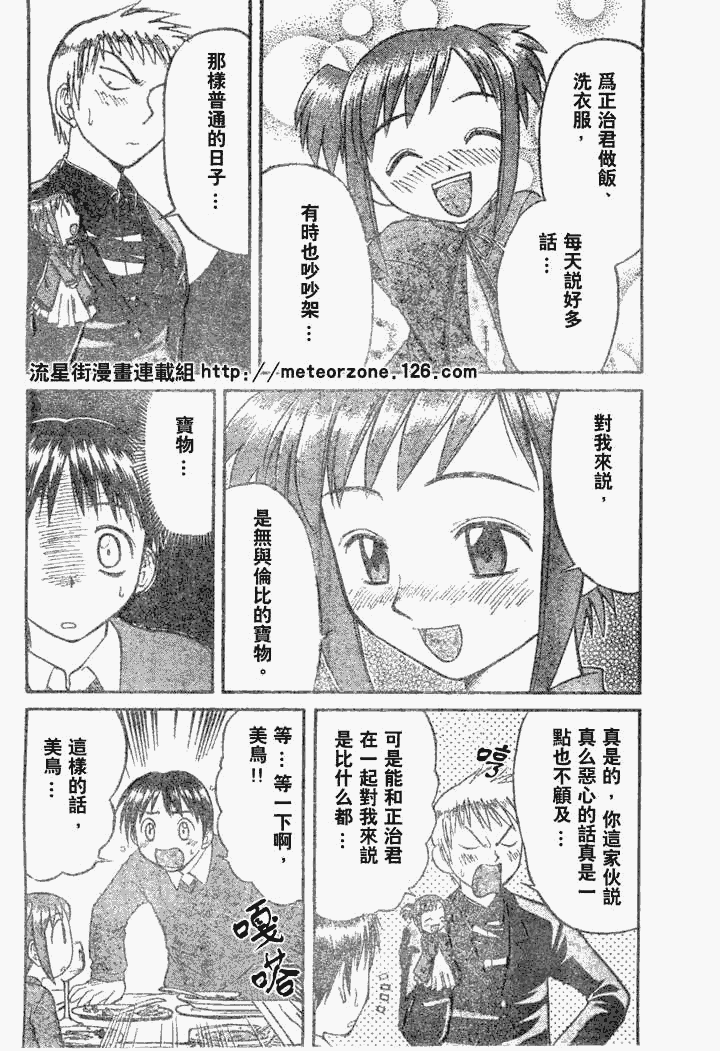 爲正治君做飯、
洗衣服，
每天説好多
話…
有時也吵吵架…
那樣普通的日子…
流星街漫畫連載組 http://meteorzone.126.com
對我來説，
是無與倫比的寶物。
寶物…
真是的，你這家伙説
真么惡心的話真是一
點也不顧及…
哼
可是能和正治君
在一起對我來説
是比什么都…
等…等一下啊，
美鳥!!
嘎嗒
這樣的話，
美鳥…